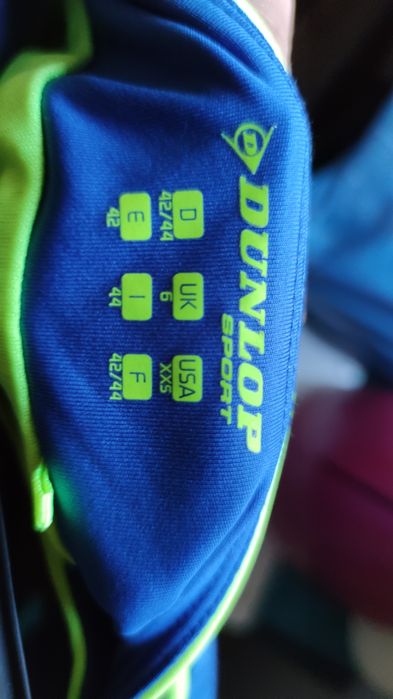 D DUNLOP
SPORT
D UK USA
42/44 6 XXS
E I F
42 44 42/44